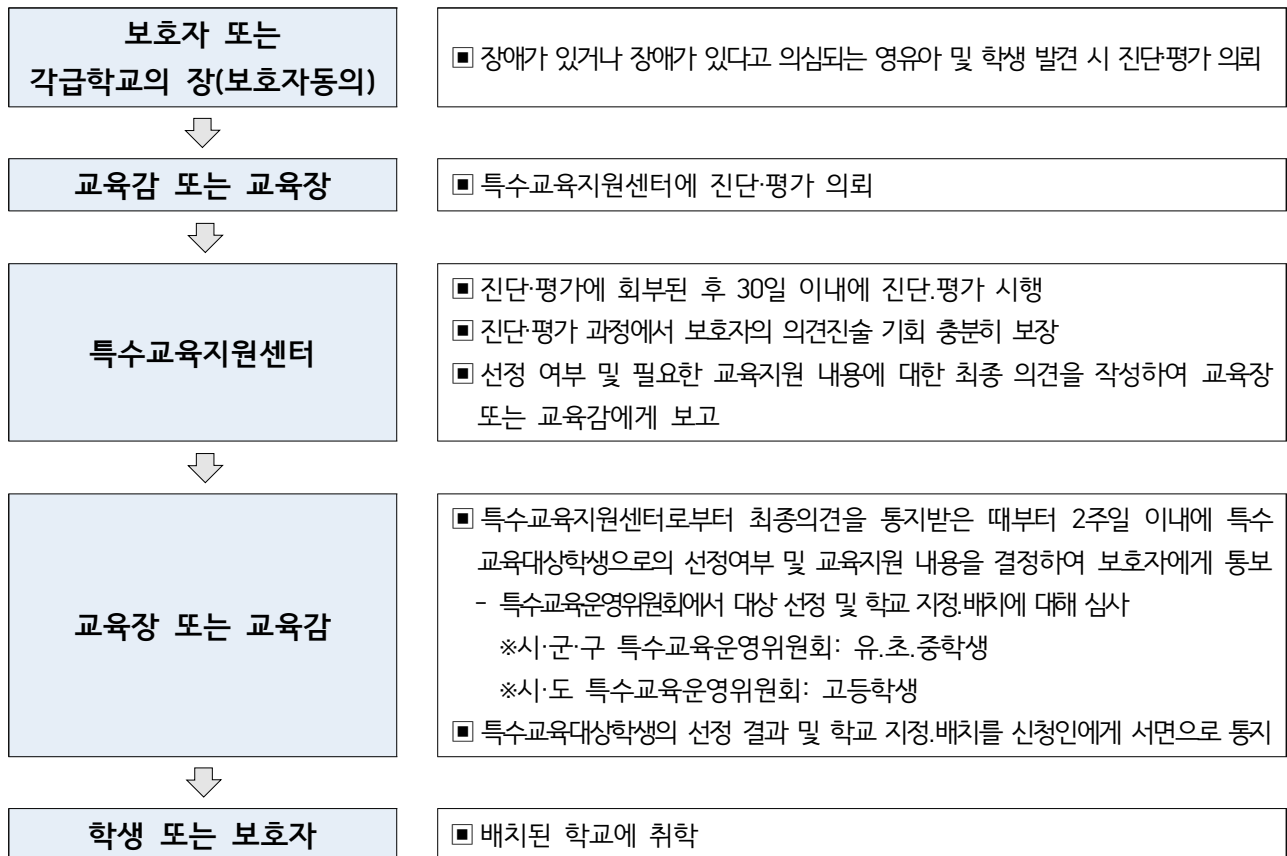 보호자 또는
각급학교의 장(보호자동의)
▣ 장애가 있거나 장애가 있다고 의심되는 영유아 및 학생 발견 시 진단·평가 의뢰
교육감 또는 교육장
▣ 특수교육지원센터에 진단·평가 의뢰
특수교육지원센터
▣ 진단·평가에 회부된 후 30일 이내에 진단.평가 시행
▣ 진단·평가 과정에서 보호자의 의견진술 기회 충분히 보장
▣ 선정 여부 및 필요한 교육지원 내용에 대한 최종 의견을 작성하여 교육장
또는 교육감에게 보고
교육장 또는 교육감
▣ 특수교육지원센터로부터 최종의견을 통지받은 때부터 2주일 이내에 특수
교육대상학생으로의 선정여부 및 교육지원 내용을 결정하여 보호자에게 통보
- 특수교육운영위원회에서 대상 선정 및 학교 지정.배치에 대해 심사
※시·군·구 특수교육운영위원회: 유.초.중학생
※시·도 특수교육운영위원회: 고등학생
▣ 특수교육대상학생의 선정 결과 및 학교 지정.배치를 신청인에게 서면으로 통지
학생 또는 보호자
▣ 배치된 학교에 취학